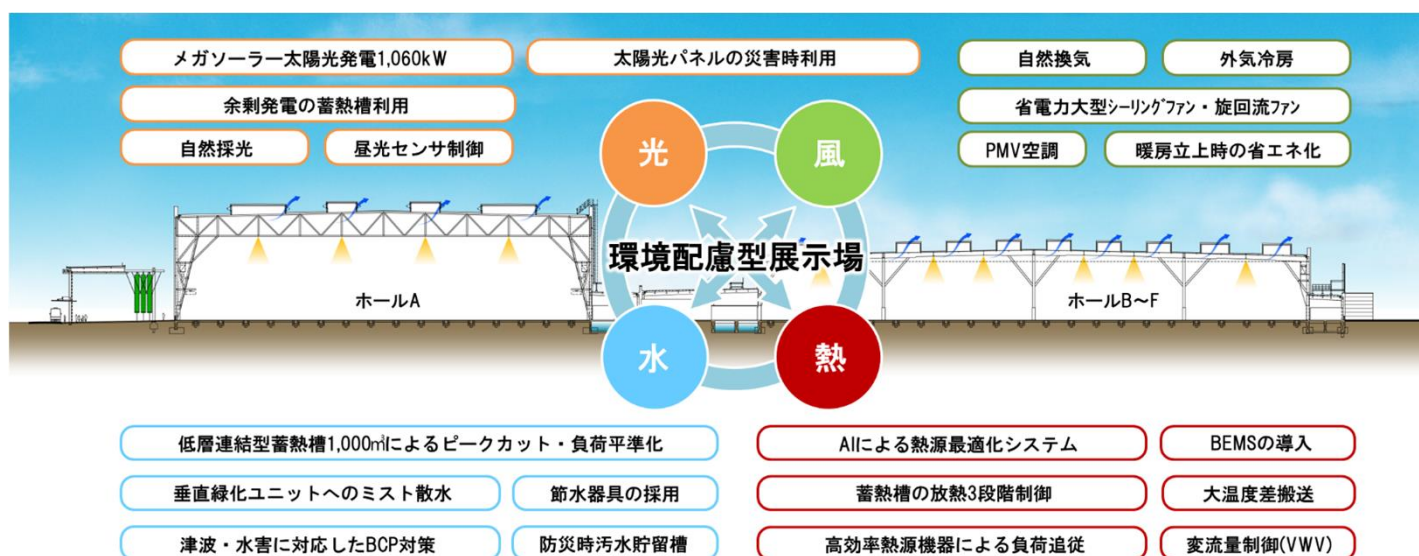 メガソーラー太陽光発電1,060kW
太陽光パネルの災害時利用
余剰発電の蓄熱槽利用
自然採光
昼光センサ制御
自然換気
外気冷房
省電力大型ｼｰﾘﾝｸﾞﾌｧﾝ・旋回流ﾌｧﾝ
PMV空調
暖房立上時の省エネ化
光
風
環境配慮型展示場
ホールA
ホールB～F
水
熱
低層連結型蓄熱槽1,000㎥によるピークカット・負荷平準化
垂直緑化ユニットへのミスト散水
節水器具の採用
津波・水害に対応したBCP対策
防災時汚水貯留槽
AIによる熱源最適化システム
BEMSの導入
蓄熱槽の放熱3段階制御
大温度差搬送
高効率熱源機器による負荷追従
変流量制御(VWV)